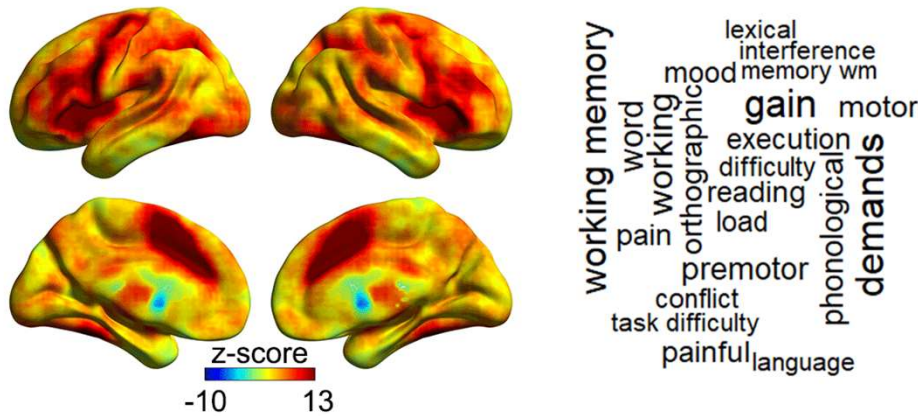 z-score
-10 13
lexical
interference
mood memory wm
gain motor
working memory
word
working
orthographic
execution
difficulty
reading
load
pain
phonological
demands
premotor
conflict
task difficulty
painful language